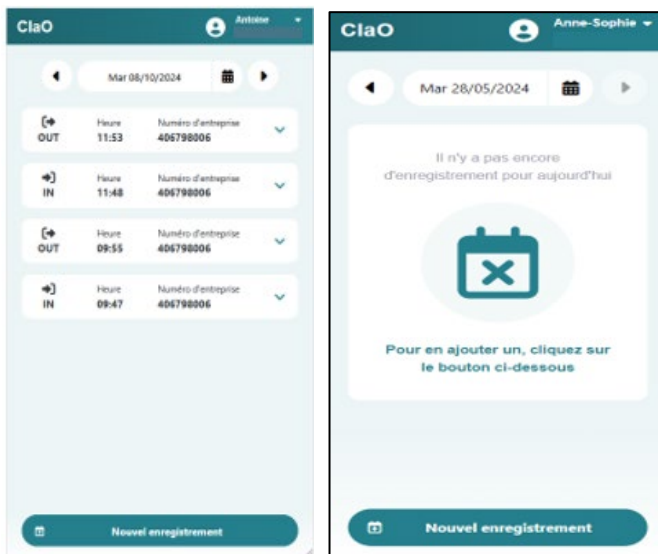 ClaO
Antoine
Mar 08/10/2024
OUT
Heure
11:53
Numéro d'entreprise
406798006
IN
Heure
11:48
Numéro d'entreprise
406798006
OUT
Heure
09:55
Numéro d'entreprise
406798006
IN
Heure
09:47
Numéro d'entreprise
406798006
Nouvel enregistrement
ClaO
Anne-Sophie
Mar 28/05/2024
Il n'y a pas encore
d'enregistrement pour aujourd'hui
Pour en ajouter un, cliquez sur
le bouton ci-dessous
Nouvel enregistrement